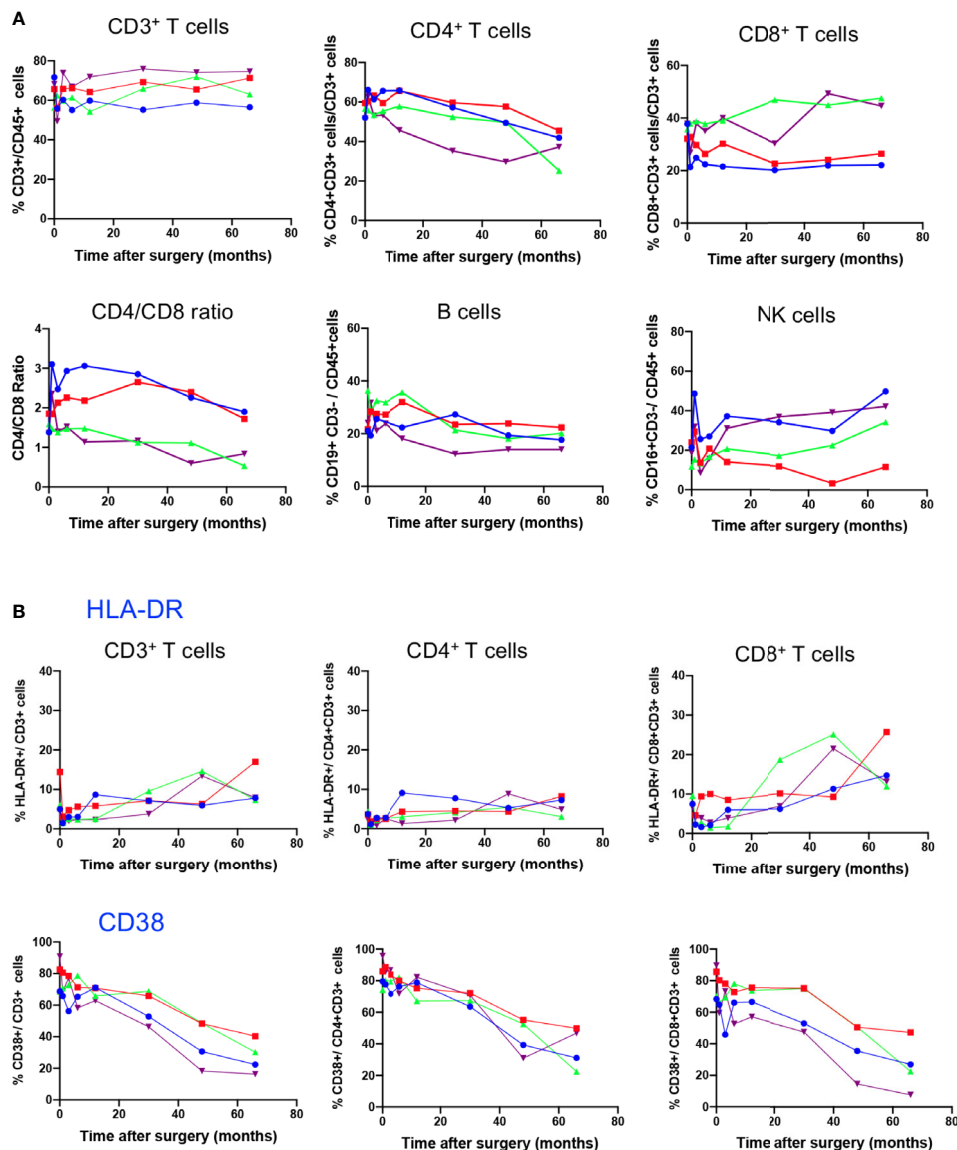 A
CD3+ T cells
CD4+ T cells
CD8+ T cells
% CD3+/CD45+ cells
80
60
40
20
0
0 20 40 60 80
Time after surgery (months)
% CD4+CD3+ cells/CD3+ cells
80
60
40
20
0
0 20 40 60 80
Time after surgery (months)
% CD8+CD3+ cells/CD3+ cells
60
40
20
0
0 20 40 60 80
Time after surgery (months)
CD4/CD8 ratio
B cells
NK cells
CD4/CD8 Ratio
4
3
2
1
0
0 20 40 60 80
Time after surgery (months)
% CD19+ CD3- / CD45+cells
60
40
20
0
0 20 40 60 80
Time after surgery (months)
% CD16+CD3-/ CD45+ cells
80
60
40
20
0
0 20 40 60 80
Time after surgery (months)
B
HLA-DR
CD3+ T cells
CD4+ T cells
CD8+ T cells
% HLA-DR+/ CD3+ cells
40
30
20
10
0
0 20 40 60 80
Time after surgery (months)
% HLA-DR+/ CD4+CD3+ cells
40
30
20
10
0
0 20 40 60 80
Time after surgery (months)
% HLA-DR+/ CD8+CD3+ cells
40
30
20
10
0
0 20 40 60 80
Time after surgery (months)
CD38
% CD38+/ CD3+ cells
100
80
60
40
20
0
0 20 40 60 80
Time after surgery (months)
% CD38+/ CD4+CD3+
100
80
60
40
20
0
0 20 40 60 80
Time after surgery (months)
% CD38+/ CD8+CD3+
100
80
60
40
20
0
0 20 40 60 80
Time after surgery (months)